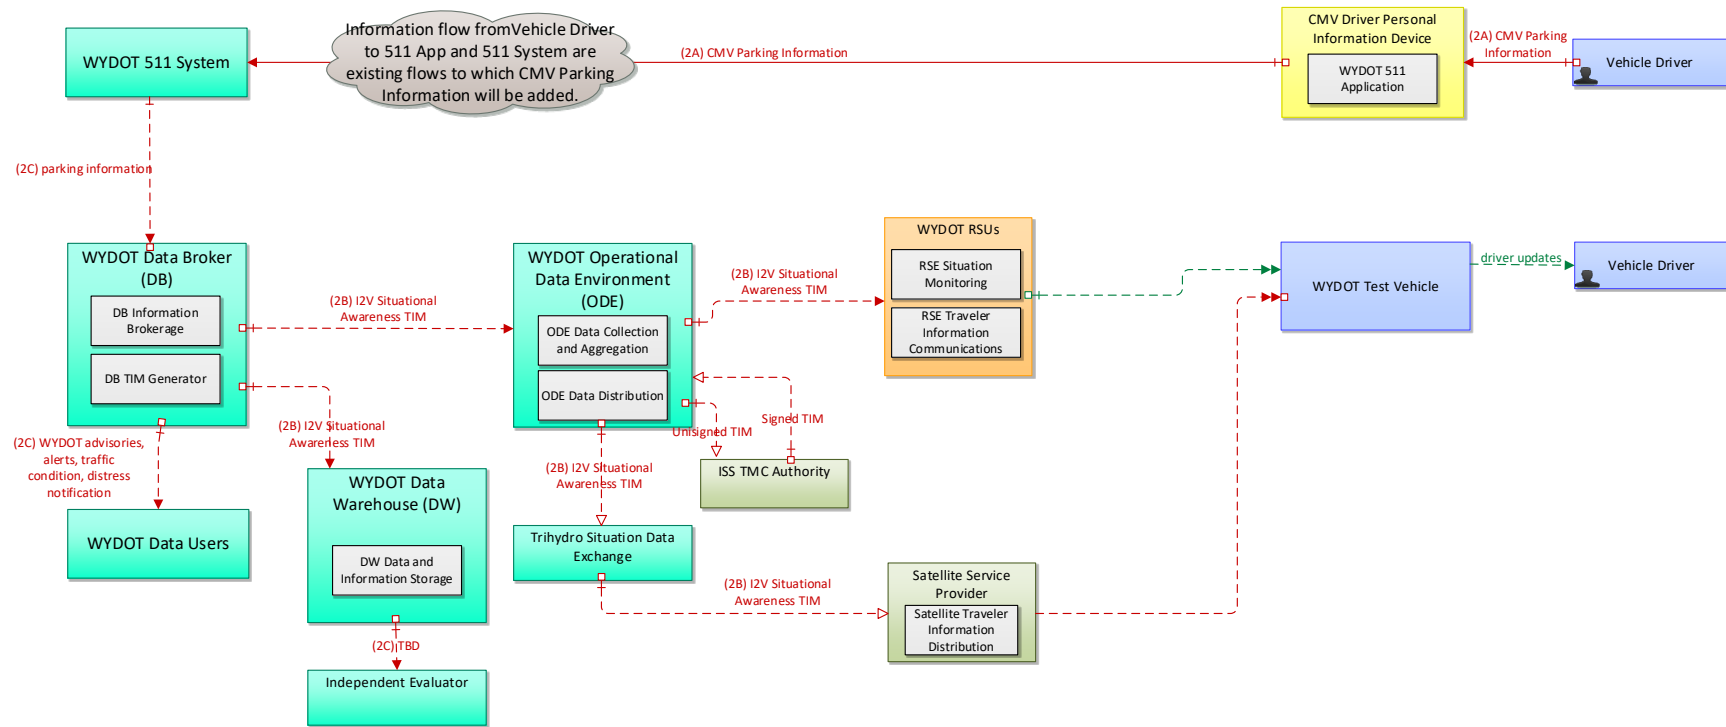 Information flow fromVehicle Driver
to 511 App and 511 System are
existing flows to which CMV Parking
Information will be added.
WYDOT 511 System
(2A) CMV Parking Information
CMV Driver Personal
Information Device
WYDOT 511
Application
(2A) CMV Parking
Information
Vehicle Driver
(2C) parking information
WYDOT Data Broker
(DB)
DB Information
Brokerage
DB TIM Generator
(2B) I2V Situational
Awareness TIM
WYDOT Operational
Data Environment
(ODE)
ODE Data Collection
and Aggregation
ODE Data Distribution
(2B) I2V Situational
Awareness TIM
WYDOT RSUs
RSE Situation
Monitoring
RSE Traveler
Information
Communications
WYDOT Test Vehicle
driver updates
Vehicle Driver
(2C) WYDOT advisories,
alerts, traffic
condition, distress
notification
WYDOT Data Users
(2B) I2V Situational
Awareness TIM
WYDOT Data
Warehouse (DW)
DW Data and
Information Storage
(2C) TBD
Independent Evaluator
Unisigned TIM
Signed TIM
ISS TMC Authority
(2B) I2V Situational
Awareness TIM
Trihydro Situation Data
Exchange
(2B) I2V Situational
Awareness TIM
Satellite Service
Provider
Satellite Traveler
Information
Distribution